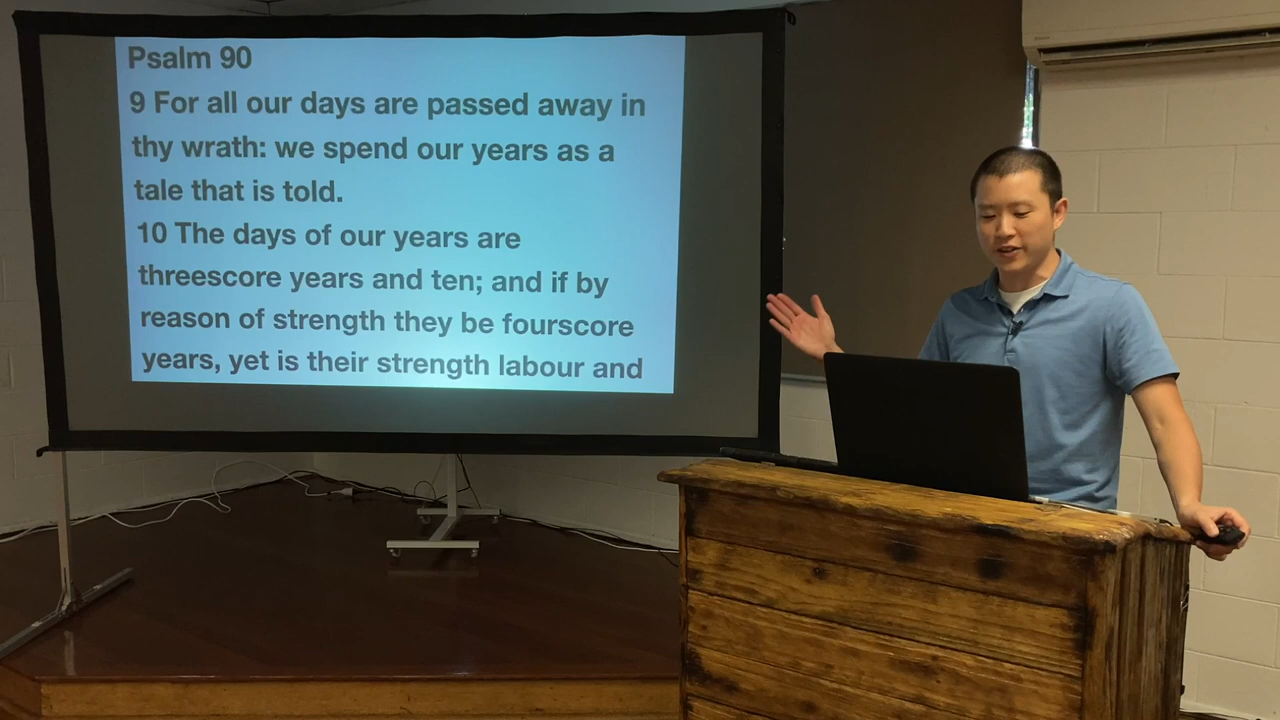 Psalm 90
9 For all our days are passed away in
thy wrath: we spend our years as a
tale that is told.
10 The days of our years are
threescore years and ten; and if by
reason of strength they be fourscore
years, yet is their strength labour and